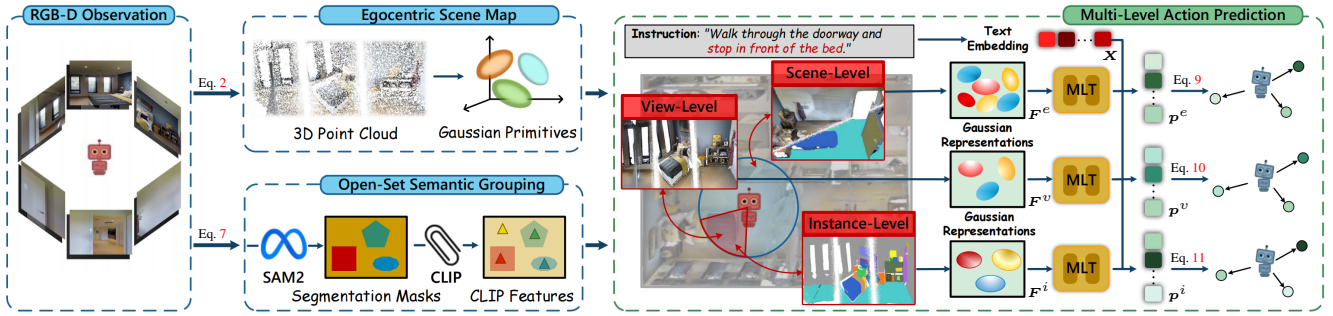 RGB-D Observation
Eq. 2
Eq. 7
Egocentric Scene Map
3D Point Cloud
Gaussian Primitives
Open-Set Semantic Grouping
SAM2
Segmentation Masks
CLIP
CLIP Features
Multi-Level Action Prediction
Instruction: "Walk through the doorway and
stop in front of the bed."
Text
Embedding
X
Scene-Level
View-Level
Instance-Level
F^e
Gaussian
Representations
MLT
p^e
Eq. 9
F^v
Gaussian
Representations
MLT
p^v
Eq. 10
F^i
MLT
p^i
Eq. 11